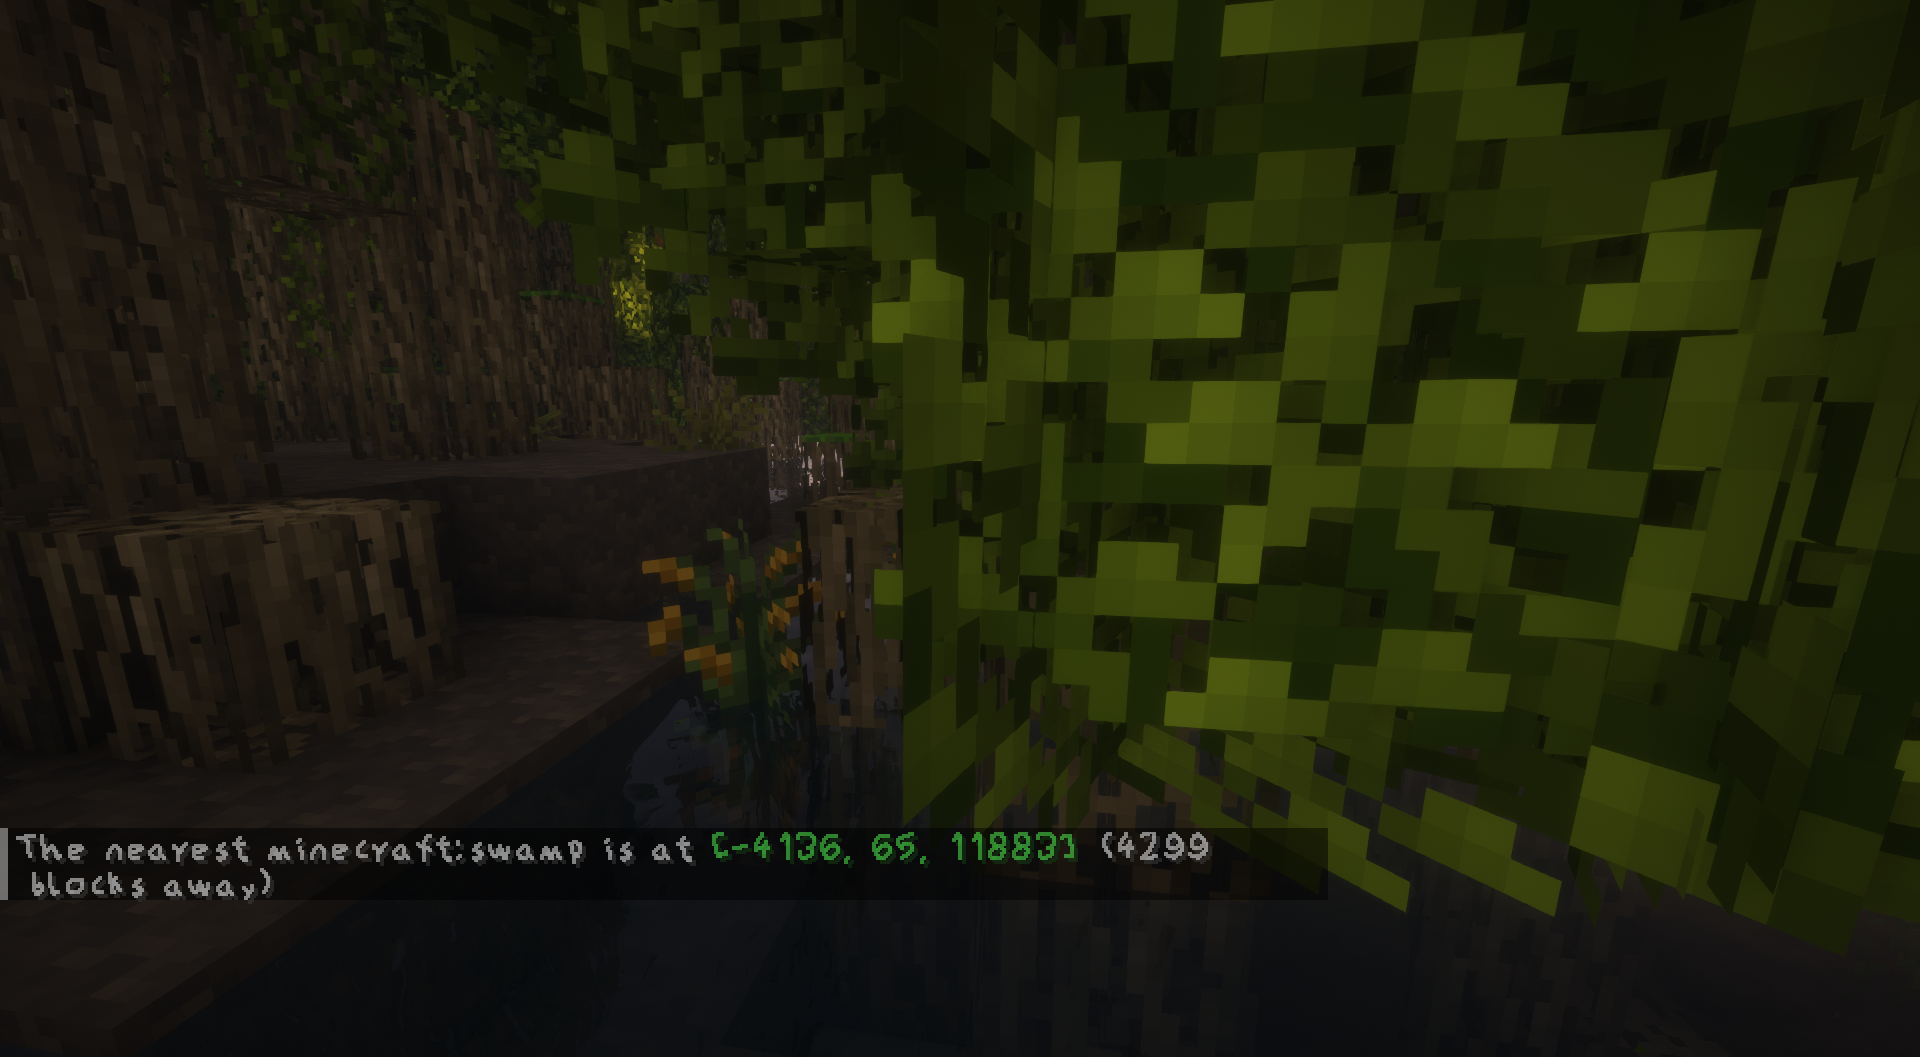 The nearest minecraft:swamp is at [-4136, 65, 11883] (4299
blocks away)